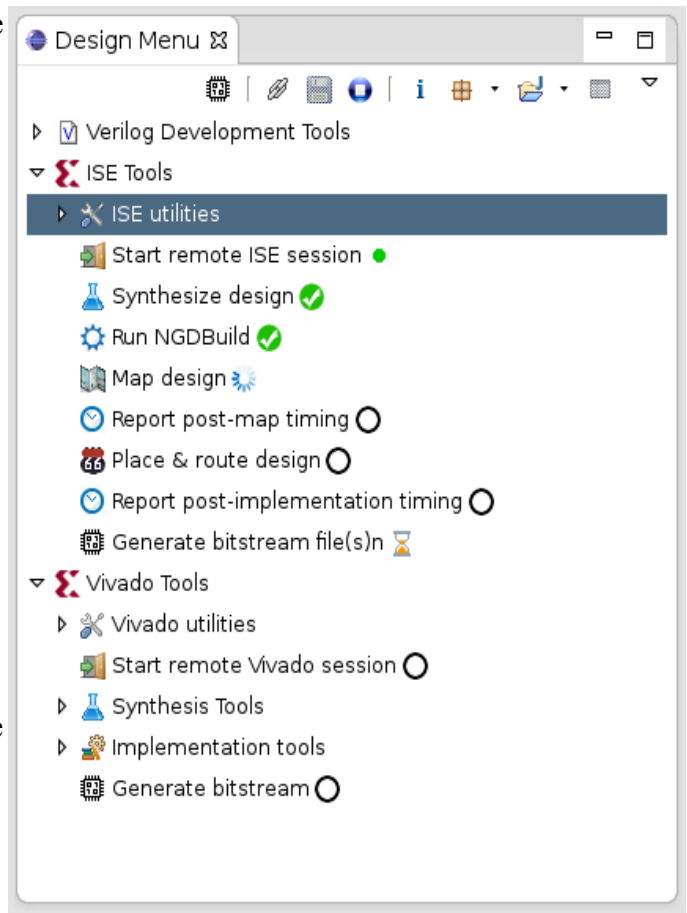 e
Design Menu
i
Verilog Development Tools
ISE Tools
ISE utilities
Start remote ISE session
Synthesize design
Run NGDBuild
Map design
Report post-map timing
66 Place & route design
Report post-implementation timing
Generate bitstream file(s)n
Vivado Tools
Vivado utilities
Start remote Vivado session
Synthesis Tools
e
Implementation tools
Generate bitstream